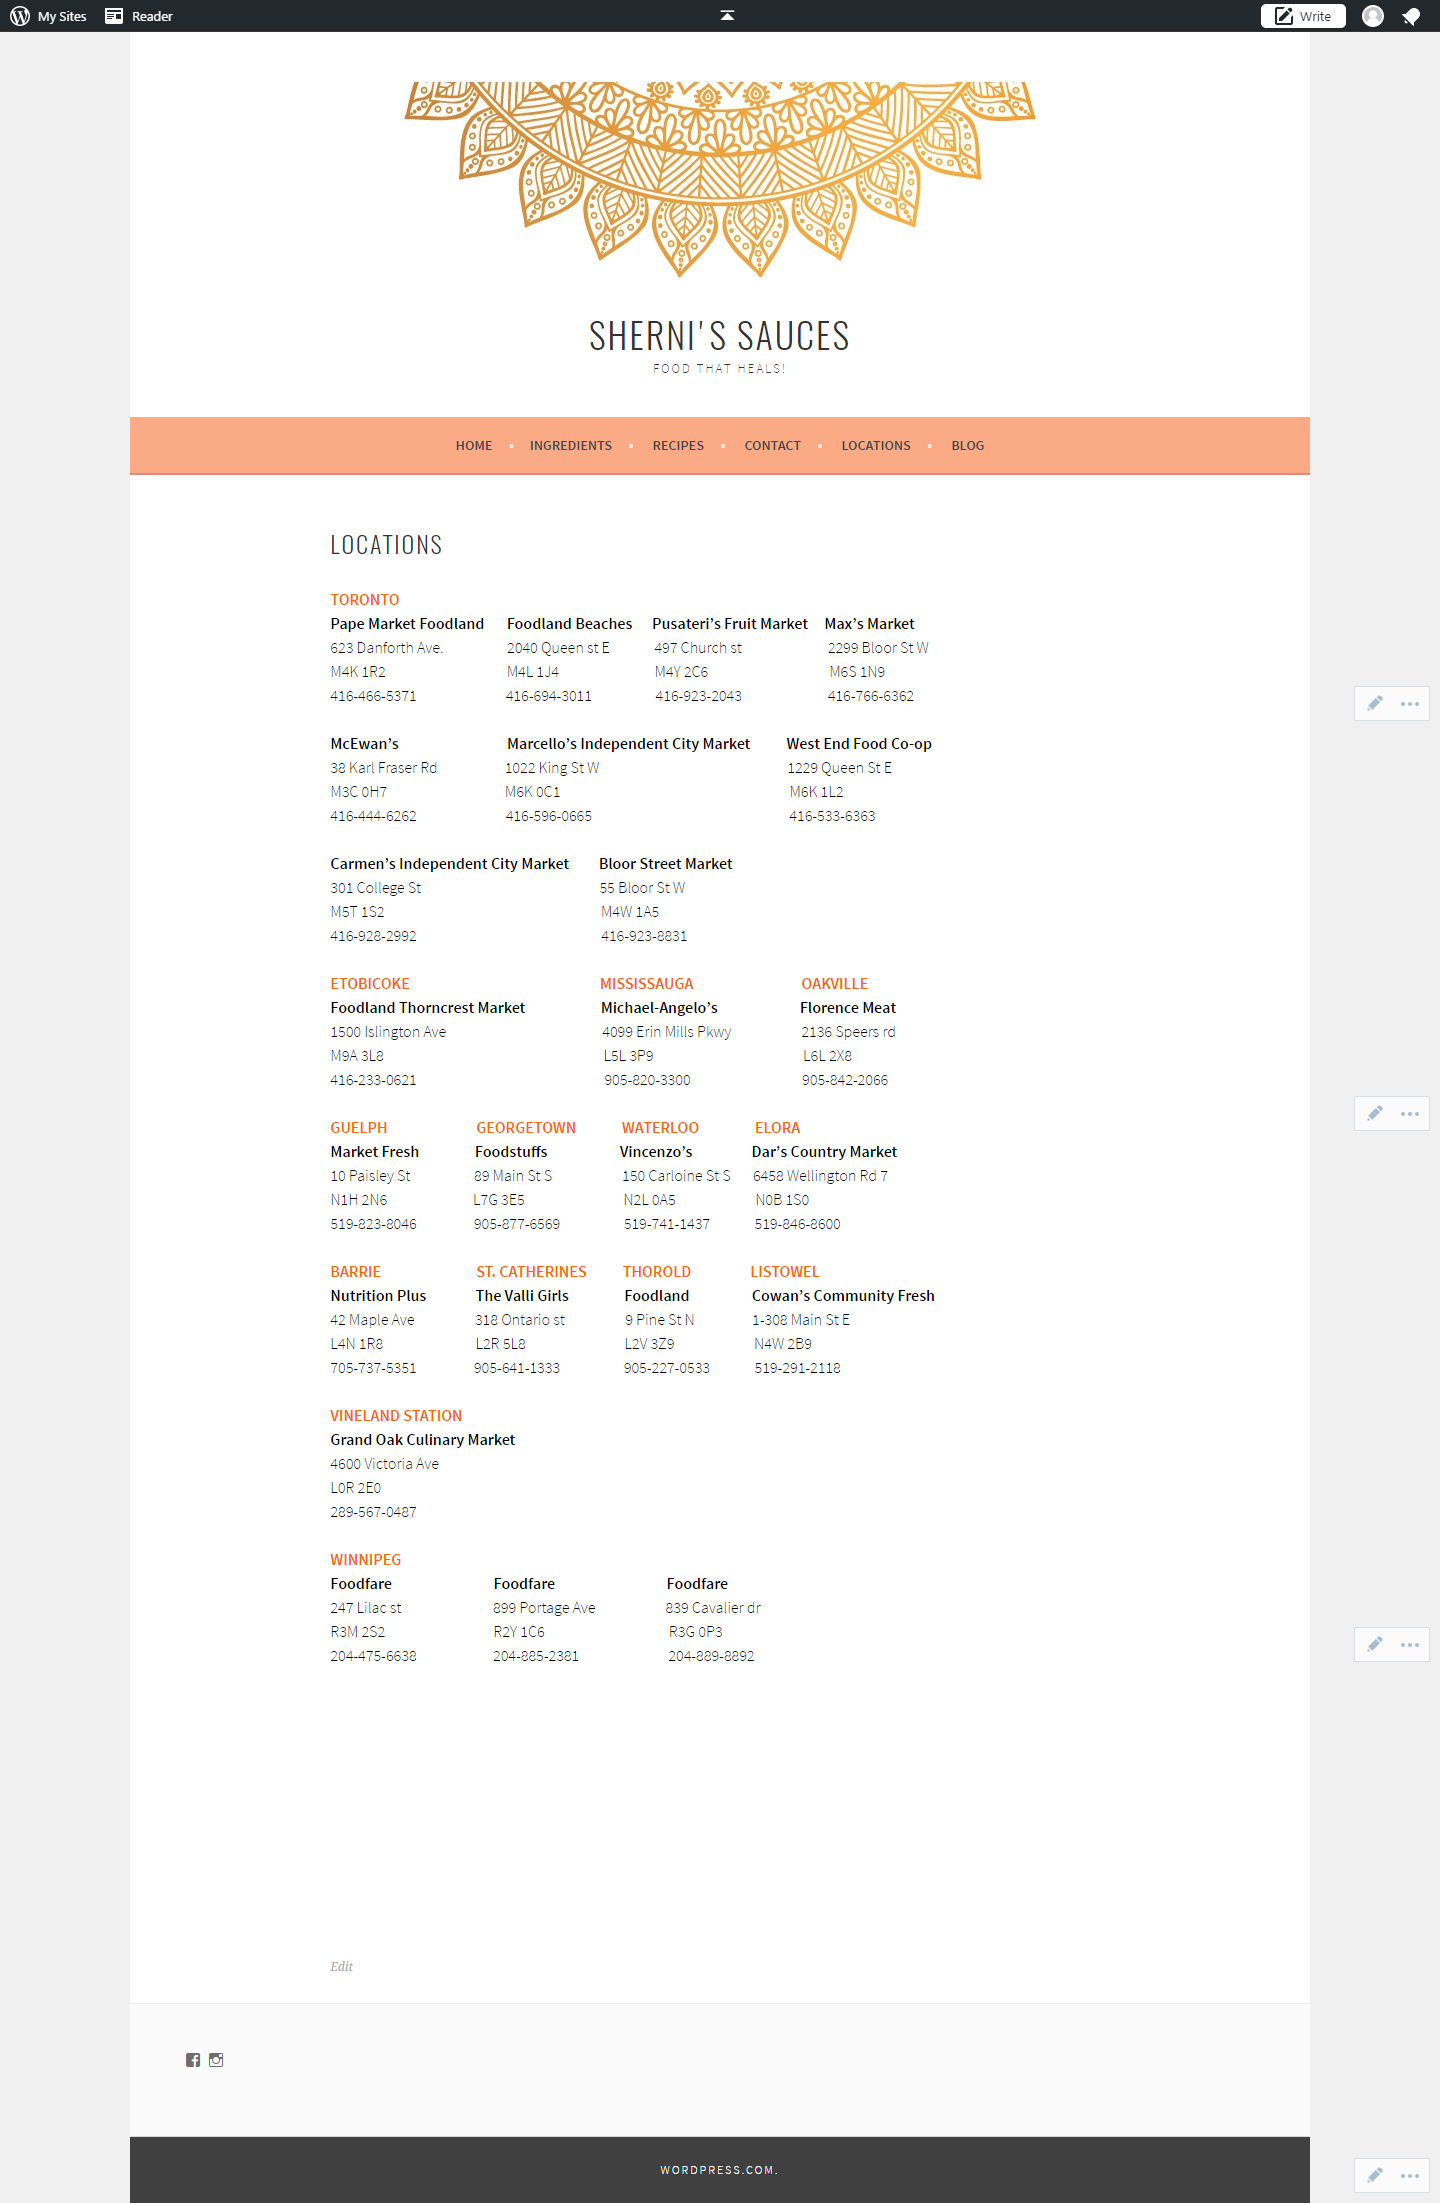 My Sites Reader Write
SHERNI'S SAUCES
FOOD THAT HEALS!
HOME INGREDIENTS RECIPES CONTACT LOCATIONS BLOG
LOCATIONS
TORONTO
Pape Market Foodland Foodland Beaches Pusateri's Fruit Market Max's Market
623 Danforth Ave. 2040 Queen st E 497 Church st 2299 Bloor St W
M4K 1R2 M4L 1J4 M4Y 2C6 M6S 1N9
416-466-5371 416-694-3011 416-923-2043 416-766-6362
McEwan's Marcello's Independent City Market West End Food Co-op
38 Karl Fraser Rd 1022 King St W 1229 Queen St E
M3C 0H7 M6K 0C1 M6K 1L2
416-444-6262 416-596-0665 416-533-6363
Carmen's Independent City Market Bloor Street Market
301 College St 55 Bloor St W
M5T 1S2 M4W 1A5
416-928-2992 416-923-8831
ETOBICOKE MISSISSAUGA OAKVILLE
Foodland Thorncrest Market Michael-Angelo's Florence Meat
1500 Islington Ave 4099 Erin Mills Pkwy 2136 Speers rd
M9A 3L8 L5L 3P9 L6L 2X8
416-233-0621 905-820-3300 905-842-2066
GUELPH GEORGETOWN WATERLOO ELORA
Market Fresh Foodstuffs Vincenzo's Dar's Country Market
10 Paisley St 89 Main St S 150 Carloine St S 6458 Wellington Rd 7
N1H 2N6 L7G 3E5 N2L 0A5 N0B 1S0
519-823-8046 905-877-6569 519-741-1437 519-846-8600
BARRIE ST. CATHERINES THOROLD LISTOWEL
Nutrition Plus The Valli Girls Foodland Cowan's Community Fresh
42 Maple Ave 318 Ontario st 9 Pine St N 1-308 Main St E
L4N 1R8 L2R 5L8 L2V 3Z9 N4W 2B9
705-737-5351 905-641-1333 905-227-0533 519-291-2118
VINELAND STATION
Grand Oak Culinary Market
4600 Victoria Ave
L0R 2E0
289-567-0487
WINNIPEG
Foodfare Foodfare Foodfare
247 Lilac st 899 Portage Ave 839 Cavalier dr
R3M 2S2 R2Y 1C6 R3G 0P3
204-475-6638 204-885-2381 204-889-8892
Edit
WORDPRESS.COM.